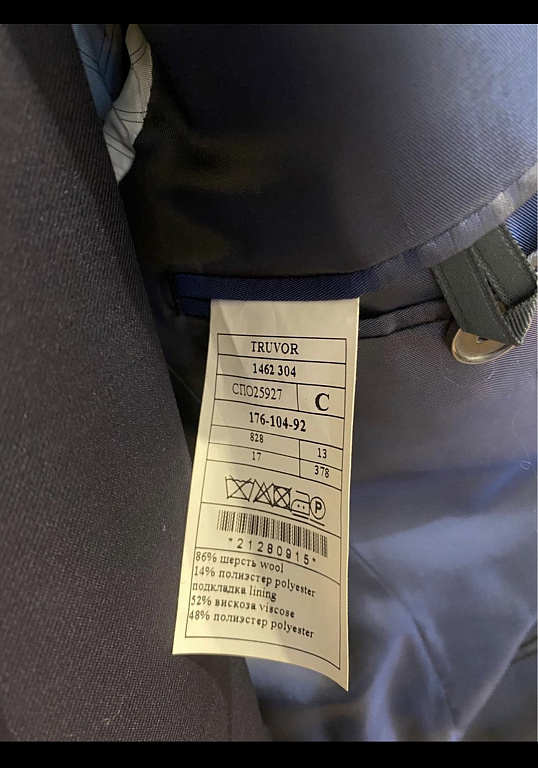 TRUVOR
1462 304
СПО25927 C
176-104-92
828 13
17 378
P
*21280915*
86% шерсть wool
14% полиэстер polyester
подкладка lining
52% вискоза viscose
48% полиэстер polyester